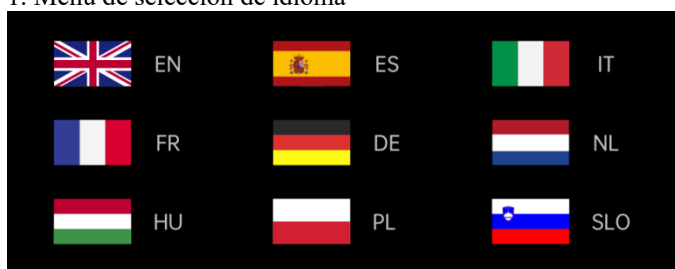 1. Menú de selección de idioma
EN ES IT
FR DE NL
HU PL SLO